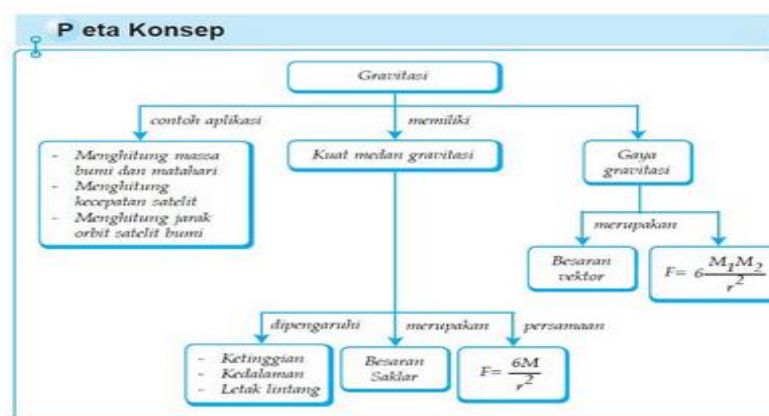 P eta Konsep
Gravitasi
contoh aplikasi
memiliki
- Menghitung massa
bumi dan matahari
- Menghitung
kecepatan satelit
- Menghitung jarak
orbit satelit bumi
Kuat medan gravitasi
Gaya
gravitasi
merupakan
Besaran
vektor
F= 6 M1M2 / r2
dipengaruhi
merupakan
persamaan
- Ketinggian
- Kedalaman
- Letak lintang
Besaran
Saklar
F= 6M / r2